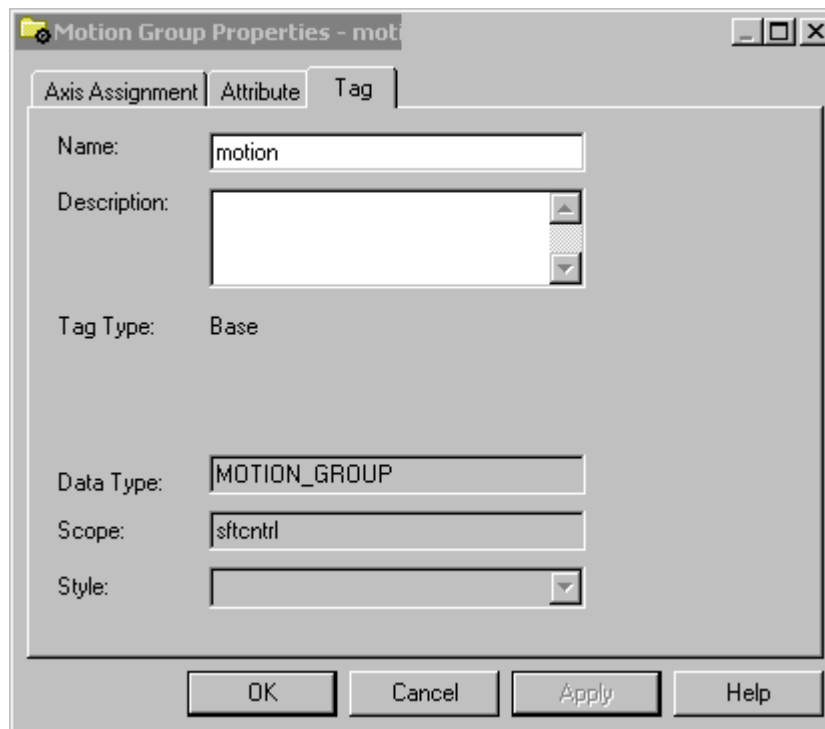 Motion Group Properties - moti
Axis Assignment Attribute Tag
Name: motion
Description:
Tag Type: Base
Data Type: MOTION_GROUP
Scope: sftcntrl
Style:
OK Cancel Apply Help